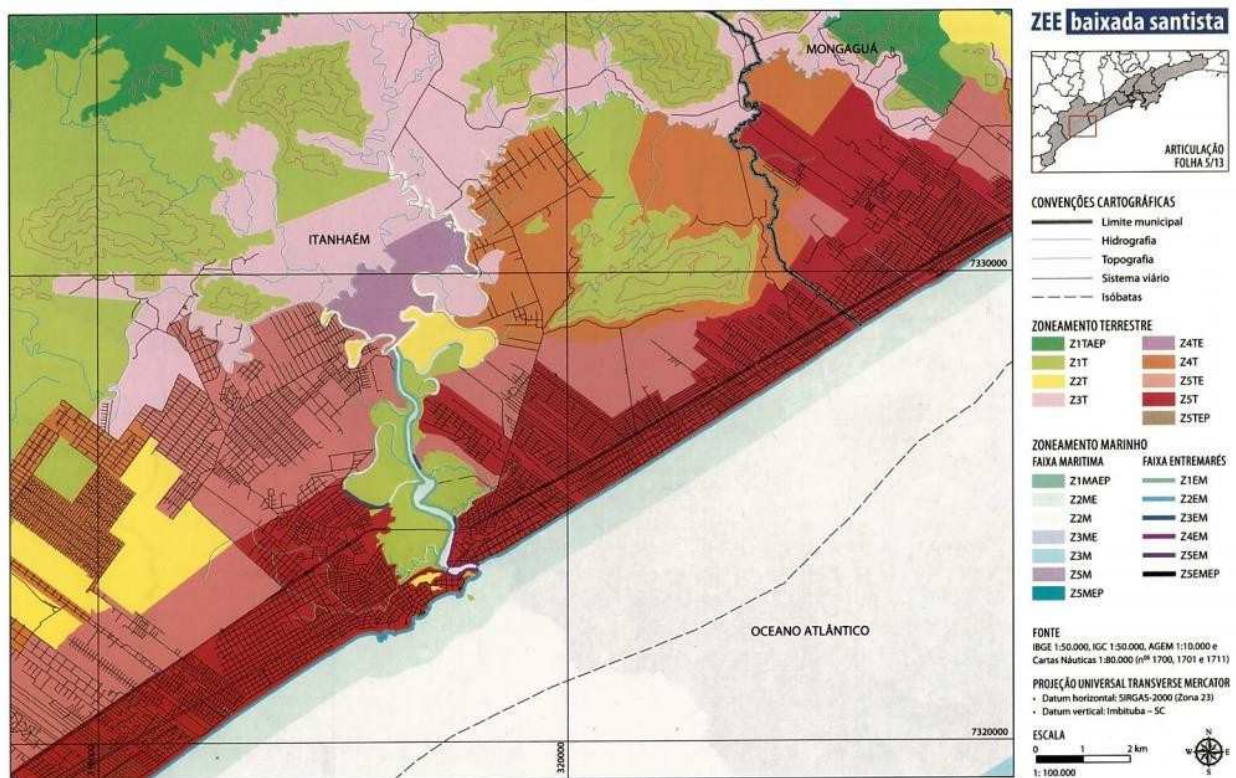 ZEE baixada santista
MONGAGUÁ
ARTICULAÇÃO
FOLHA 5/13
CONVENÇÕES CARTOGRÁFICAS
Limite municipal
Hidrografia
Topografia
Sistema viário
Isóbatas
ITANHAÉM
7330000
ZONEAMENTO TERRESTRE
Z1TAEP
Z1T
Z2T
Z3T
Z4TE
Z4T
Z5TE
Z5T
Z5TEP
ZONEAMENTO MARINHO
FAIXA MARITIMA
Z1MAEP
Z2ME
Z2M
Z3ME
Z3M
Z5M
Z5MEP
FAIXA ENTREMARÉS
Z1EM
Z2EM
Z3EM
Z4EM
Z5EM
Z5EMEP
OCEANO ATLÂNTICO
FONTE
IBGE 1:50.000, IGC 1:50.000, AGEM 1:10.000 e
Cartas Náuticas 1:80.000 (nºs 1700, 1701 e 1711)
PROJEÇÃO UNIVERSAL TRANSVERSE MERCATOR
• Datum horizontal: SIRGAS-2000 (Zona 23)
• Datum vertical: Imbituba – SC
7320000
320000
ESCALA
0 1 2 km
1: 100.000
N
W E
S